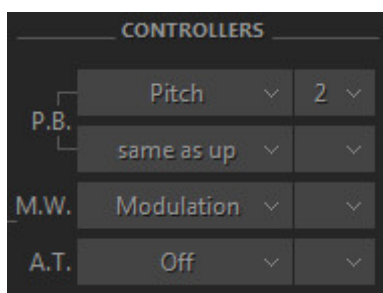 CONTROLLERS
Pitch 2
P.B.
same as up
M.W. Modulation
A.T. Off